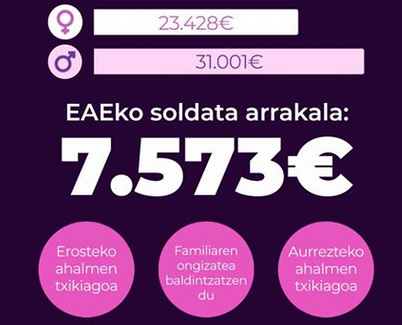 23.428€
31.001€
EAEko soldata arrakala:
7.573€
Erosteko
ahalmen
txikiagoa
Familiaren
ongizatea
baldintzatzen
du
Aurrezteko
ahalmen
txikiagoa